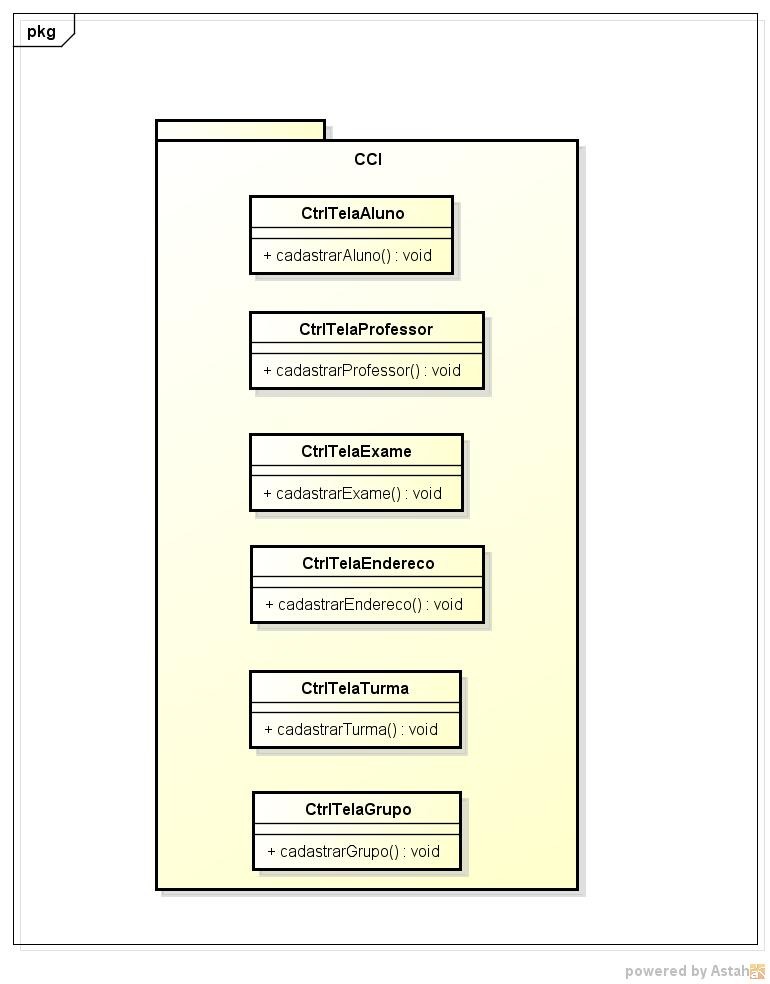 pkg
CCI
CtrlTelaAluno
+ cadastrarAluno() : void
CtrlTelaProfessor
+ cadastrarProfessor() : void
CtrlTelaExame
+ cadastrarExame() : void
CtrlTelaEndereco
+ cadastrarEndereco() : void
CtrlTelaTurma
+ cadastrarTurma() : void
CtrlTelaGrupo
+ cadastrarGrupo() : void
powered by Astah